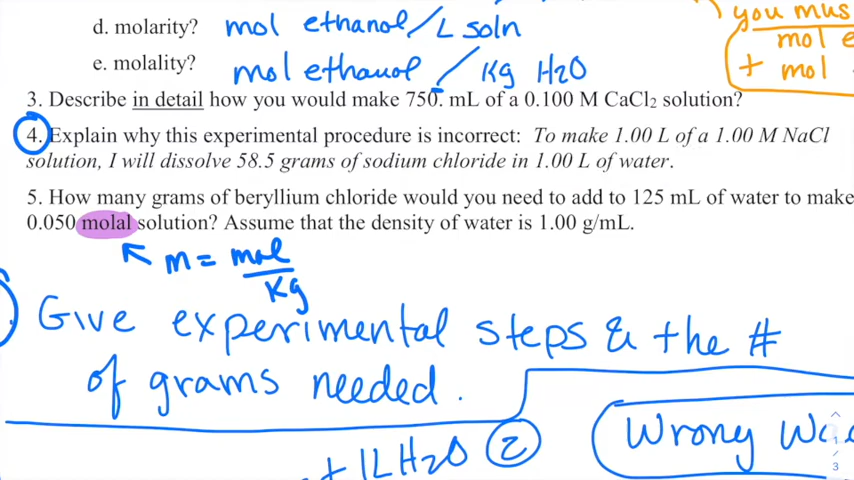 d. molarity? mol ethanol/L soln
you mus
e. molality? mol ethanol / Kg H2O
mol e
+ mol
3. Describe in detail how you would make 750. mL of a 0.100 M CaCl2 solution?
4. Explain why this experimental procedure is incorrect: To make 1.00 L of a 1.00 M NaCl
solution, I will dissolve 58.5 grams of sodium chloride in 1.00 L of water.
5. How many grams of beryllium chloride would you need to add to 125 mL of water to make
0.050 molal solution? Assume that the density of water is 1.00 g/mL.
m = mol
Kg
Give experimental steps & the #
of grams needed.
+ 1L H2O ②
Wrong Wa
1
/
3